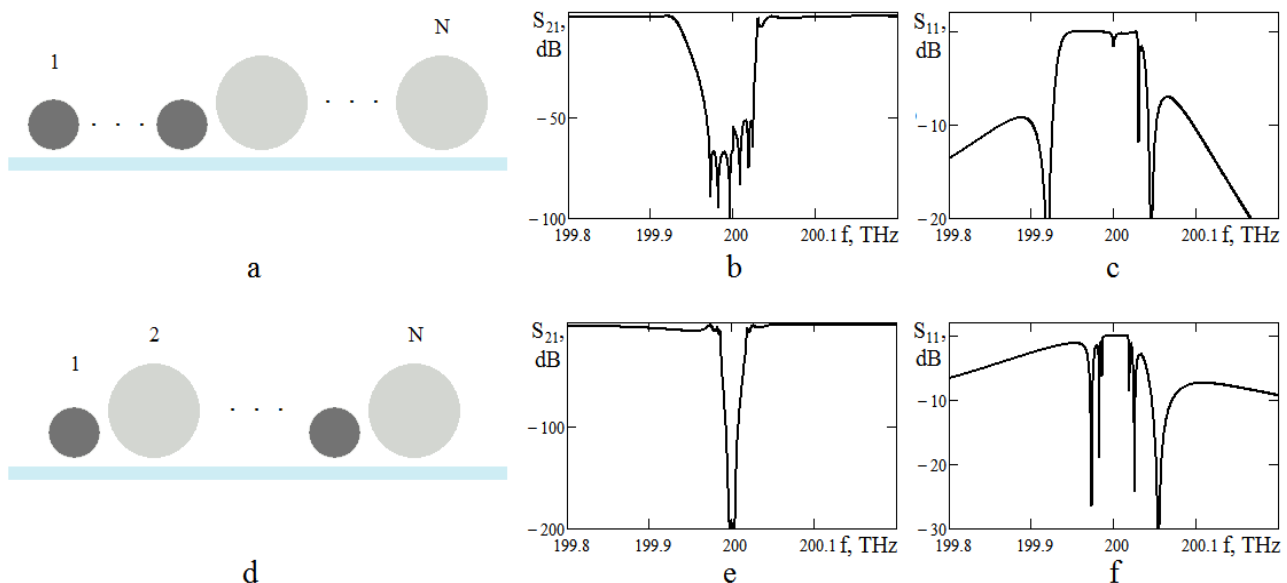 1
N
. . .
. . .
a
S21,
dB
−50
−100
199.8 199.9 200 200.1 f, THz
b
S11,
dB
−10
−20
199.8 199.9 200 200.1 f, THz
c
1
2
N
. . .
d
S21,
dB
−100
−200
199.8 199.9 200 200.1 f, THz
e
S11,
dB
−10
−20
−30
199.8 199.9 200 200.1 f, THz
f